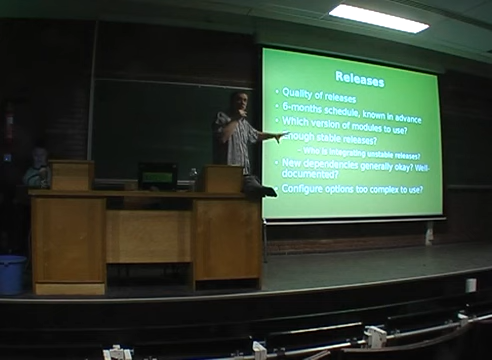 Releases
• Quality of releases
• 6-months schedule, known in advance
• Which version of modules to use?
Enough stable releases?
– Who is integrating unstable releases?
• New dependencies generally okay? Well-
documented?
Configure options too complex to use?